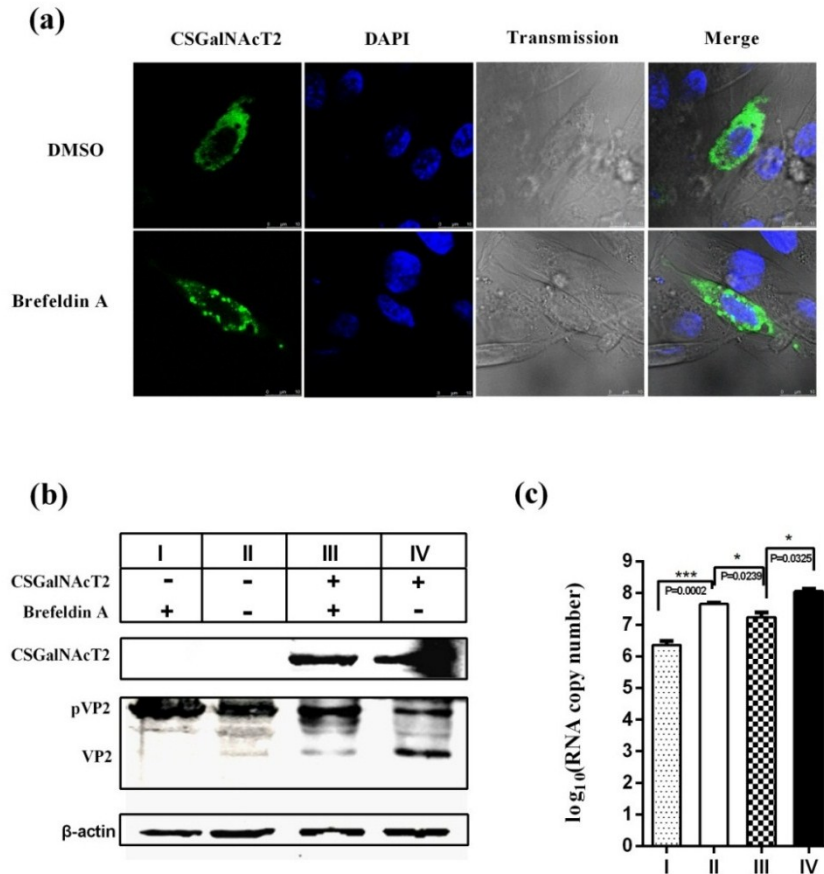 (a)
CSGalNAcT2 DAPI Transmission Merge
DMSO
Brefeldin A
(b)
I II III IV
CSGalNAcT2 - - + +
Brefeldin A + - + -
CSGalNAcT2
pVP2
VP2
β-actin
(c)
log10(RNA copy number)
9
8
7
6
5
4
3
2
1
0
***
P=0.0002
*
P=0.0239
*
P=0.0325
I II III IV